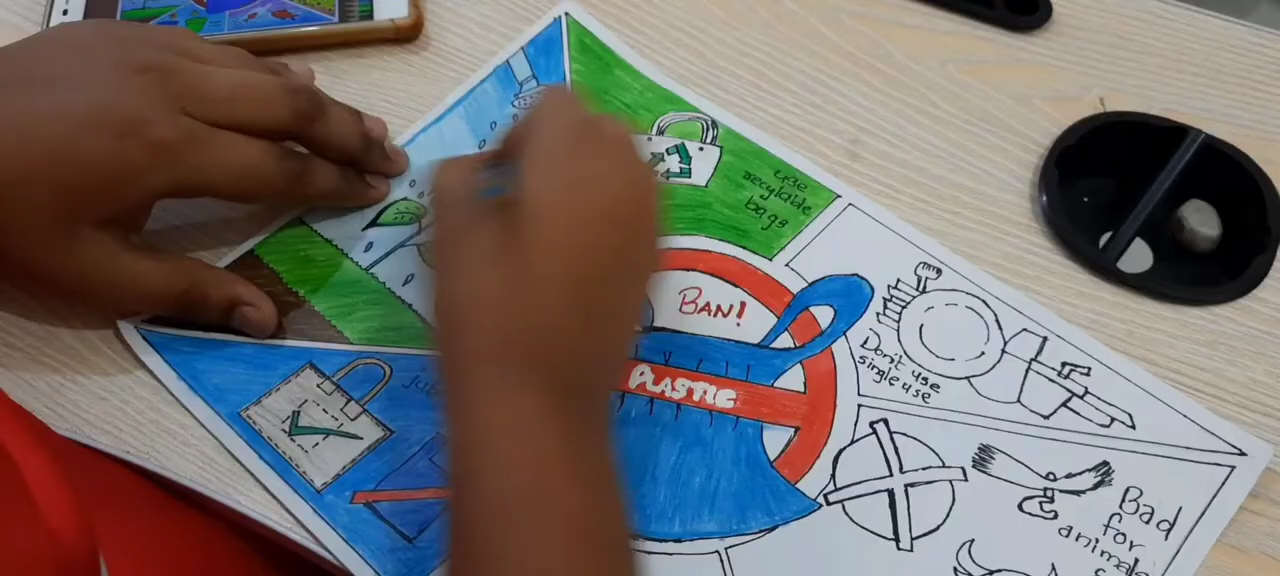 use
recylable
bags
BAN!
PLASTIC
Don't use
single use
Bad
for
animals